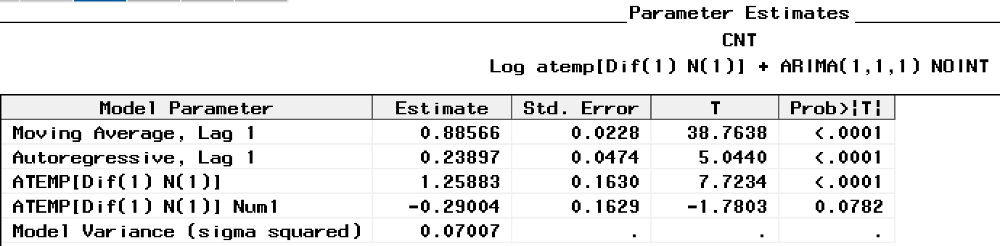 Parameter Estimates
CNT
Log atemp[Dif(1) N(1)] + ARIMA(1,1,1) NOINT
Model Parameter Estimate Std. Error T Prob>|T|
Moving Average, Lag 1 0.88566 0.0228 38.7638 <.0001
Autoregressive, Lag 1 0.23897 0.0474 5.0440 <.0001
ATEMP[Dif(1) N(1)] 1.25883 0.1630 7.7234 <.0001
ATEMP[Dif(1) N(1)] Num1 -0.29004 0.1629 -1.7803 0.0782
Model Variance (sigma squared) 0.07007 . . .